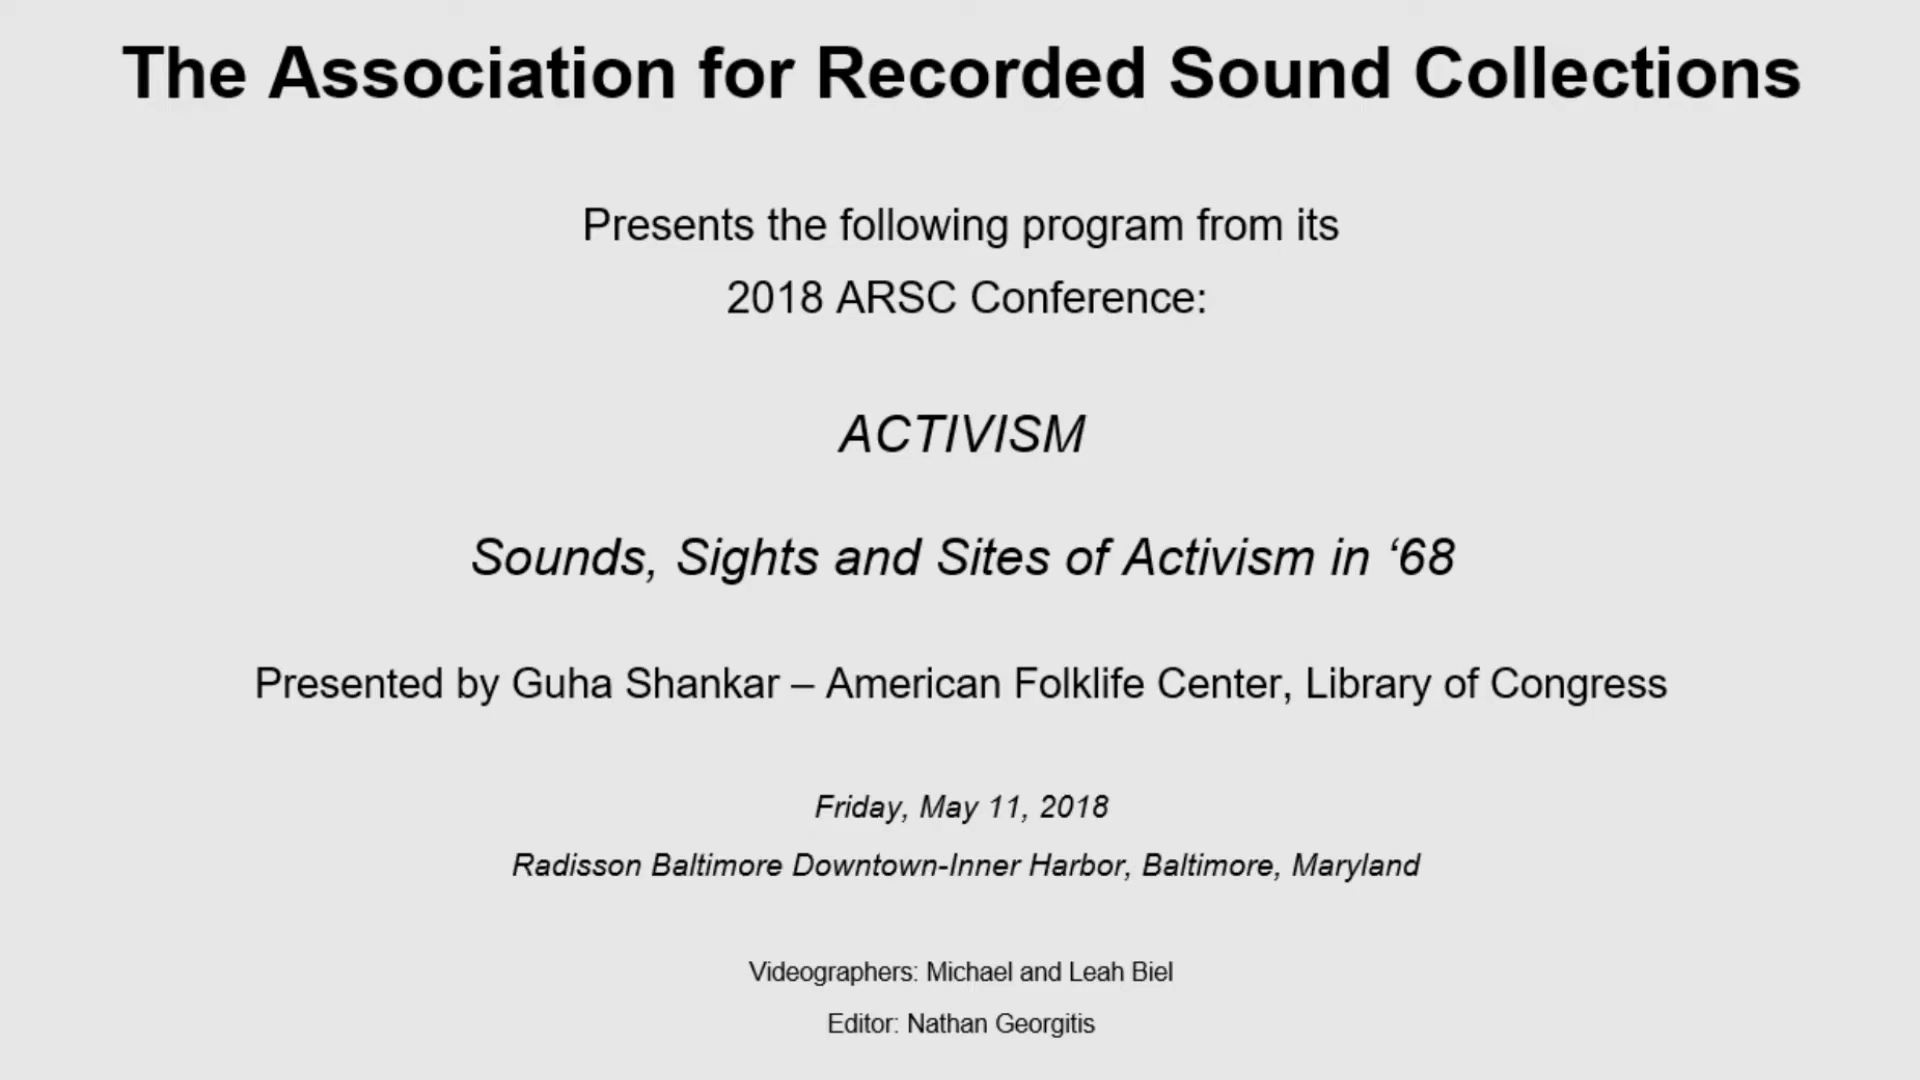 The Association for Recorded Sound Collections
Presents the following program from its
2018 ARSC Conference:
ACTIVISM
Sounds, Sights and Sites of Activism in ‘68
Presented by Guha Shankar – American Folklife Center, Library of Congress
Friday, May 11, 2018
Radisson Baltimore Downtown-Inner Harbor, Baltimore, Maryland
Videographers: Michael and Leah Biel
Editor: Nathan Georgitis